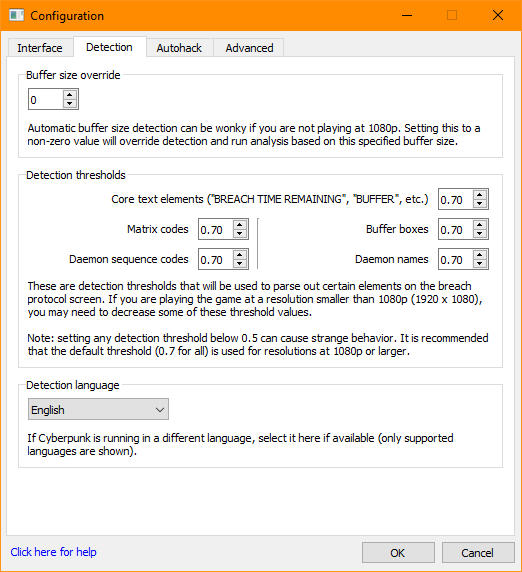 Configuration
Interface Detection Autohack Advanced
Buffer size override
0
Automatic buffer size detection can be wonky if you are not playing at 1080p. Setting this to a
non-zero value will override detection and run analysis based on this specified buffer size.
Detection thresholds
Core text elements ("BREACH TIME REMAINING", "BUFFER", etc.) 0.70
Matrix codes 0.70 Buffer boxes 0.70
Daemon sequence codes 0.70 Daemon names 0.70
These are detection thresholds that will be used to parse out certain elements on the breach
protocol screen. If you are playing the game at a resolution smaller than 1080p (1920 x 1080),
you may need to decrease some of these threshold values.
Note: setting any detection threshold below 0.5 can cause strange behavior. It is recommended
that the default threshold (0.7 for all) is used for resolutions at 1080p or larger.
Detection language
English
If Cyberpunk is running in a different language, select it here if available (only supported
languages are shown).
Click here for help OK Cancel